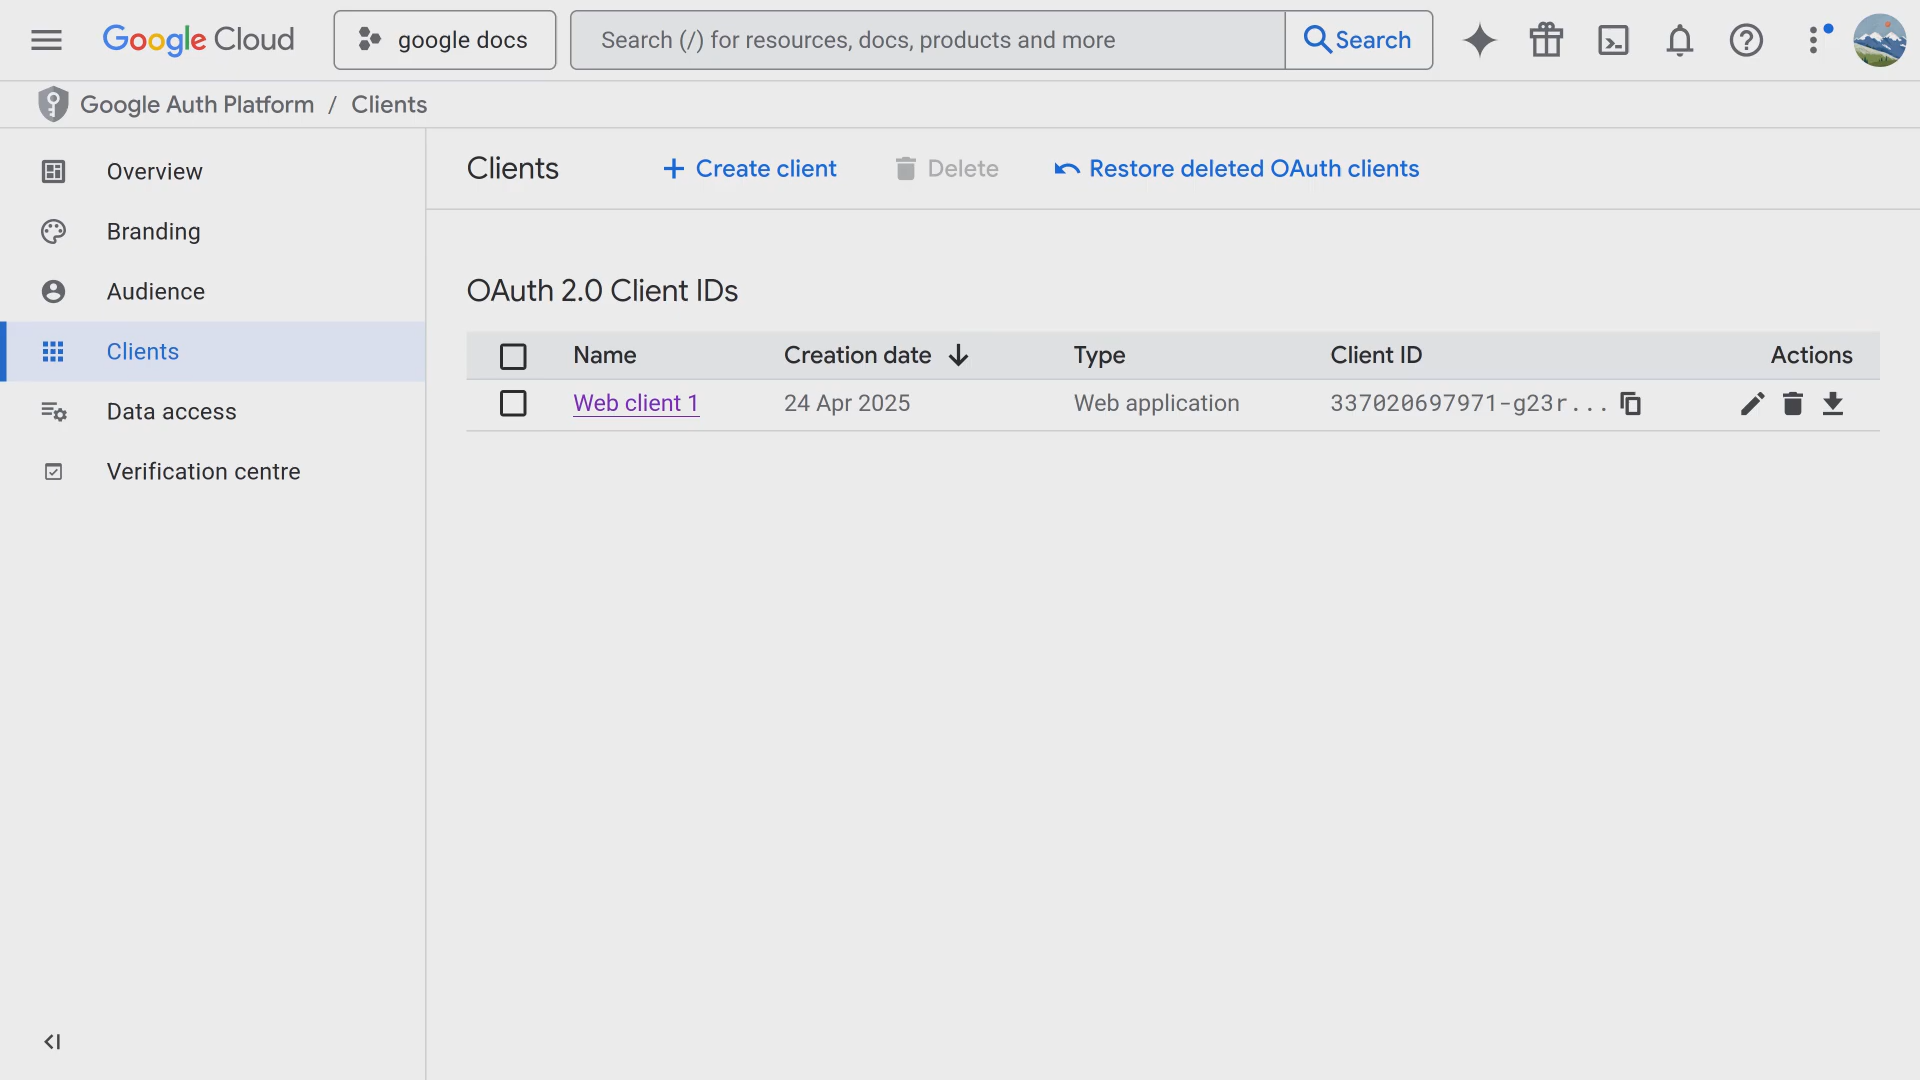 Google Cloud
google docs
Search (/) for resources, docs, products and more
Search
Google Auth Platform / Clients
Overview
Branding
Audience
Clients
Data access
Verification centre
Clients
Create client
Delete
Restore deleted OAuth clients
OAuth 2.0 Client IDs
Name Creation date Type Client ID Actions
Web client 1 24 Apr 2025 Web application 337020697971-g23r...